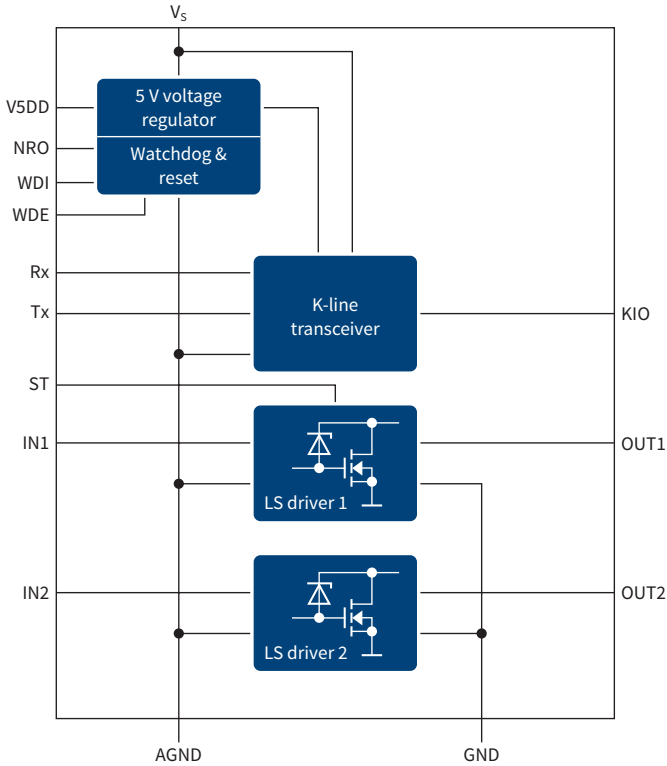 Vs
5 V voltage
regulator
V5DD
NRO
Watchdog &
reset
WDI
WDE
Rx
K-line
transceiver
Tx
KIO
ST
IN1
OUT1
LS driver 1
IN2
OUT2
LS driver 2
AGND
GND